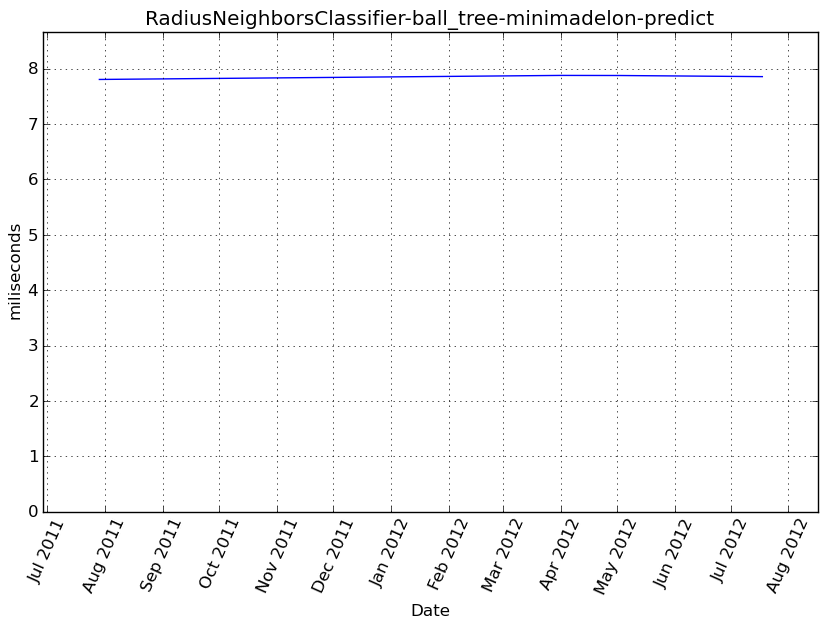 RadiusNeighborsClassifier-ball_tree-minimadelon-predict
8
7
6
5
4
3
2
1
0
miliseconds
Jul 2011
Aug 2011
Sep 2011
Oct 2011
Nov 2011
Dec 2011
Jan 2012
Feb 2012
Mar 2012
Apr 2012
May 2012
Jun 2012
Jul 2012
Aug 2012
Date